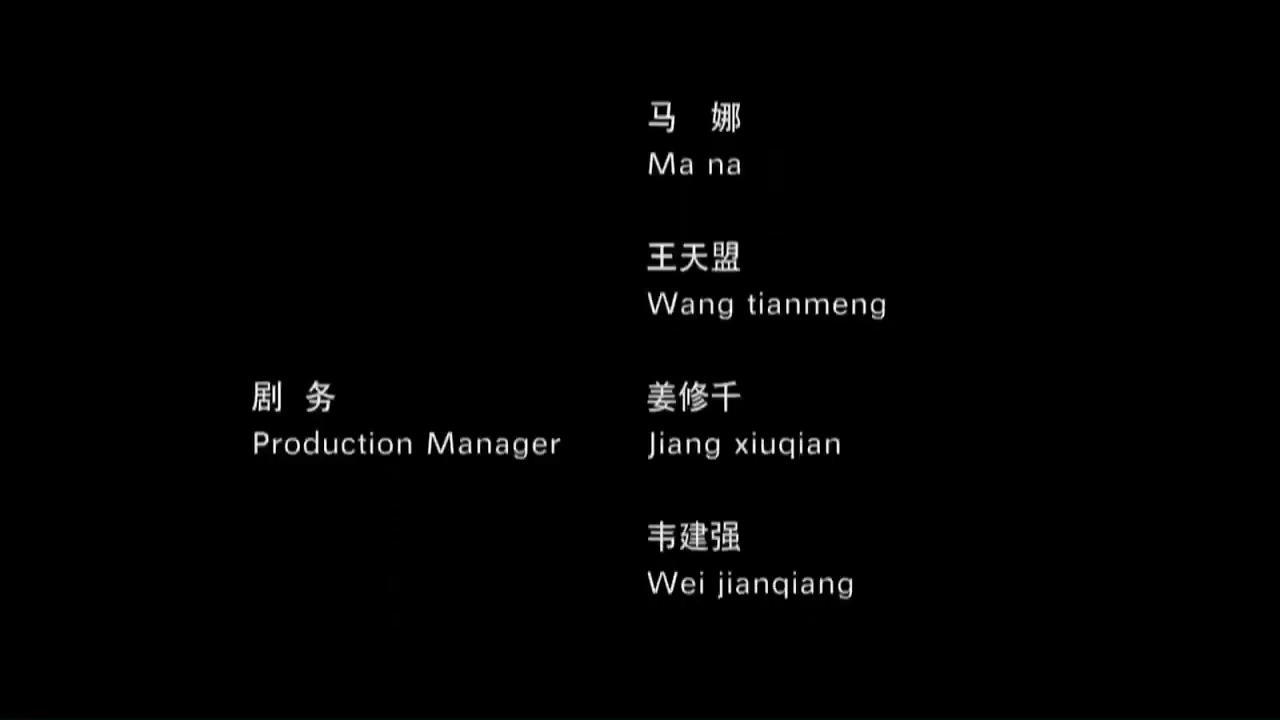 马 娜
Ma na
王天盟
Wang tianmeng
剧 务
Production Manager
姜修千
Jiang xiuqian
韦建强
Wei jianqiang